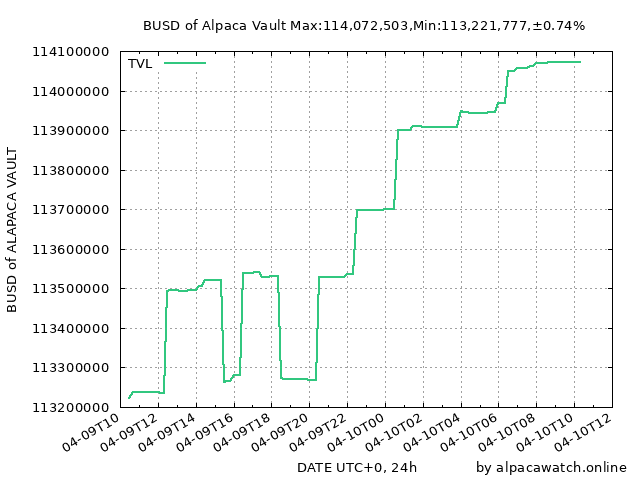 BUSD of Alpaca Vault Max:114,072,503,Min:113,221,777,±0.74%
TVL
114100000
114000000
113900000
113800000
113700000
113600000
113500000
113400000
113300000
113200000
BUSD of ALAPACA VAULT
04-09T10
04-09T12
04-09T14
04-09T16
04-09T18
04-09T20
04-09T22
04-10T00
04-10T02
04-10T04
04-10T06
04-10T08
04-10T10
04-10T12
DATE UTC+0, 24h
by alpacawatch.online